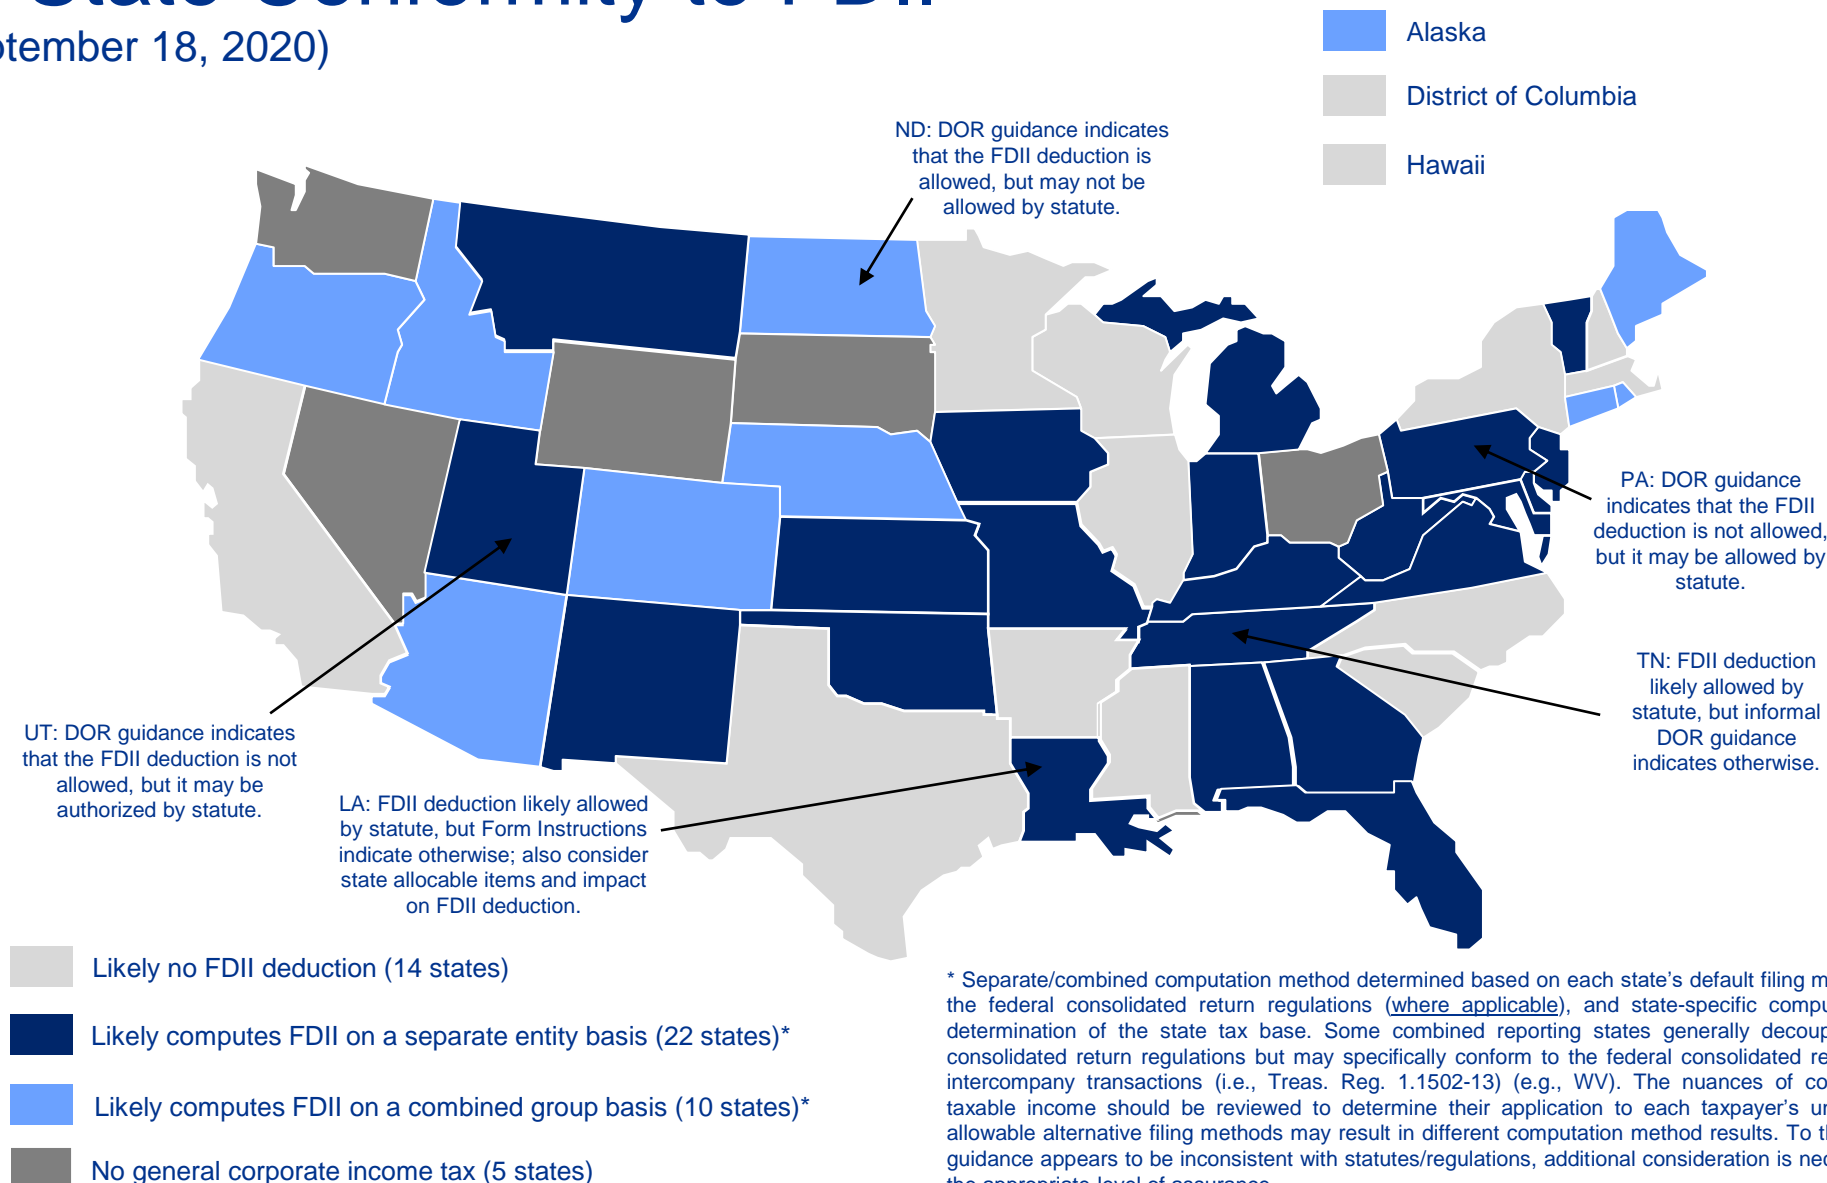 State Conformity to FDII
tember 18, 2020)
Alaska
District of Columbia
Hawaii
ND: DOR guidance indicates
that the FDII deduction is
allowed, but may not be
allowed by statute.
PA: DOR guidance
indicates that the FDII
deduction is not allowed,
but it may be allowed by
statute.
TN: FDII deduction
likely allowed by
statute, but informal
DOR guidance
indicates otherwise.
UT: DOR guidance indicates
that the FDII deduction is not
allowed, but it may be
authorized by statute.
LA: FDII deduction likely allowed
by statute, but Form Instructions
indicate otherwise; also consider
state allocable items and impact
on FDII deduction.
Likely no FDII deduction (14 states)
Likely computes FDII on a separate entity basis (22 states)*
Likely computes FDII on a combined group basis (10 states)*
No general corporate income tax (5 states)
* Separate/combined computation method determined based on each state's default filing m
the federal consolidated return regulations (where applicable), and state-specific compu
determination of the state tax base. Some combined reporting states generally decoup
consolidated return regulations but may specifically conform to the federal consolidated re
intercompany transactions (i.e., Treas. Reg. 1.1502-13) (e.g., WV). The nuances of co
taxable income should be reviewed to determine their application to each taxpayer's u
allowable alternative filing methods may result in different computation method results. To t
guidance appears to be inconsistent with statutes/regulations, additional consideration is nec
the appropriate level of assurance.